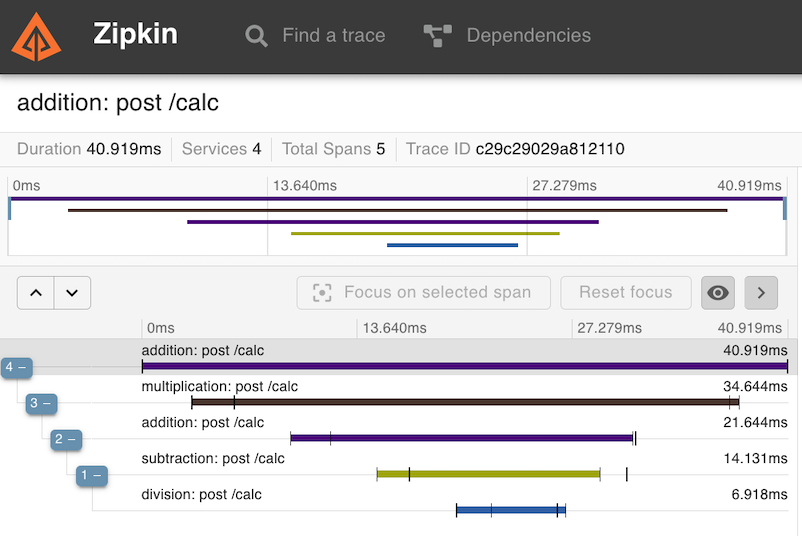 Zipkin Find a trace Dependencies
addition: post /calc
Duration 40.919ms Services 4 Total Spans 5 Trace ID c29c29029a812110
0ms 13.640ms 27.279ms 40.919ms
Focus on selected span Reset focus
0ms 13.640ms 27.279ms 40.919ms
addition: post /calc 40.919ms
4 –
multiplication: post /calc 34.644ms
3 –
addition: post /calc 21.644ms
2 –
subtraction: post /calc 14.131ms
1 –
division: post /calc 6.918ms